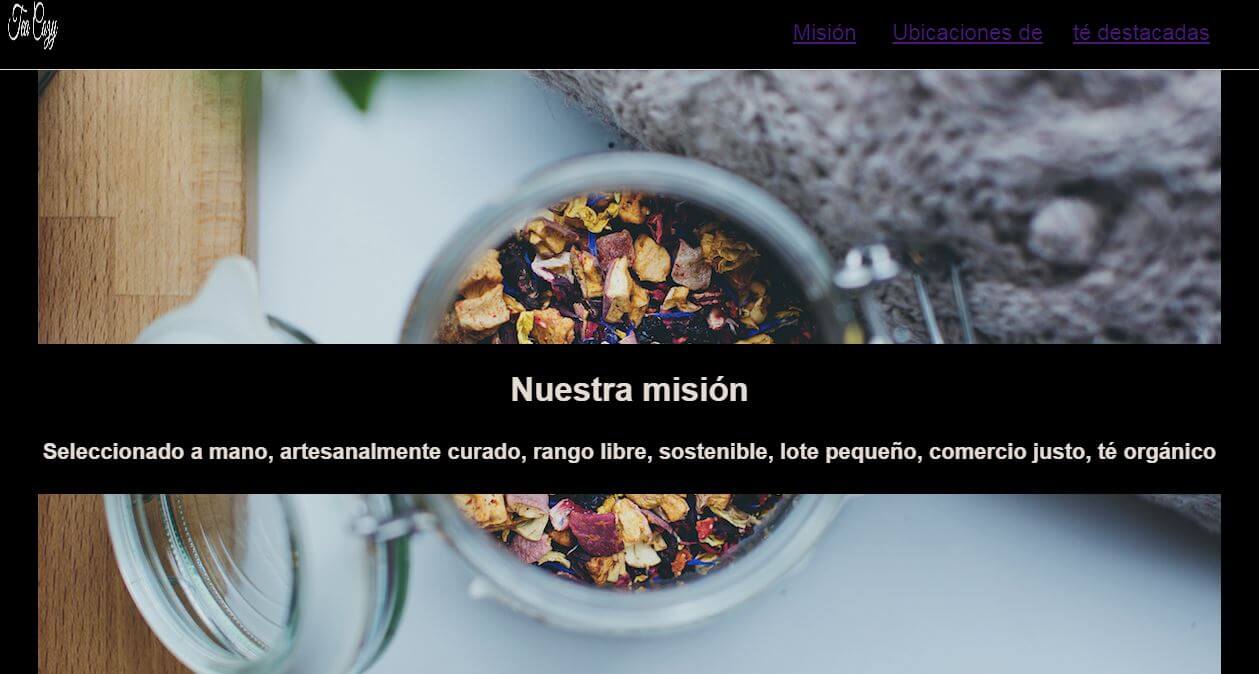 Tea Cozy
Misión Ubicaciones de té destacadas
Nuestra misión
Seleccionado a mano, artesanalmente curado, rango libre, sostenible, lote pequeño, comercio justo, té orgánico